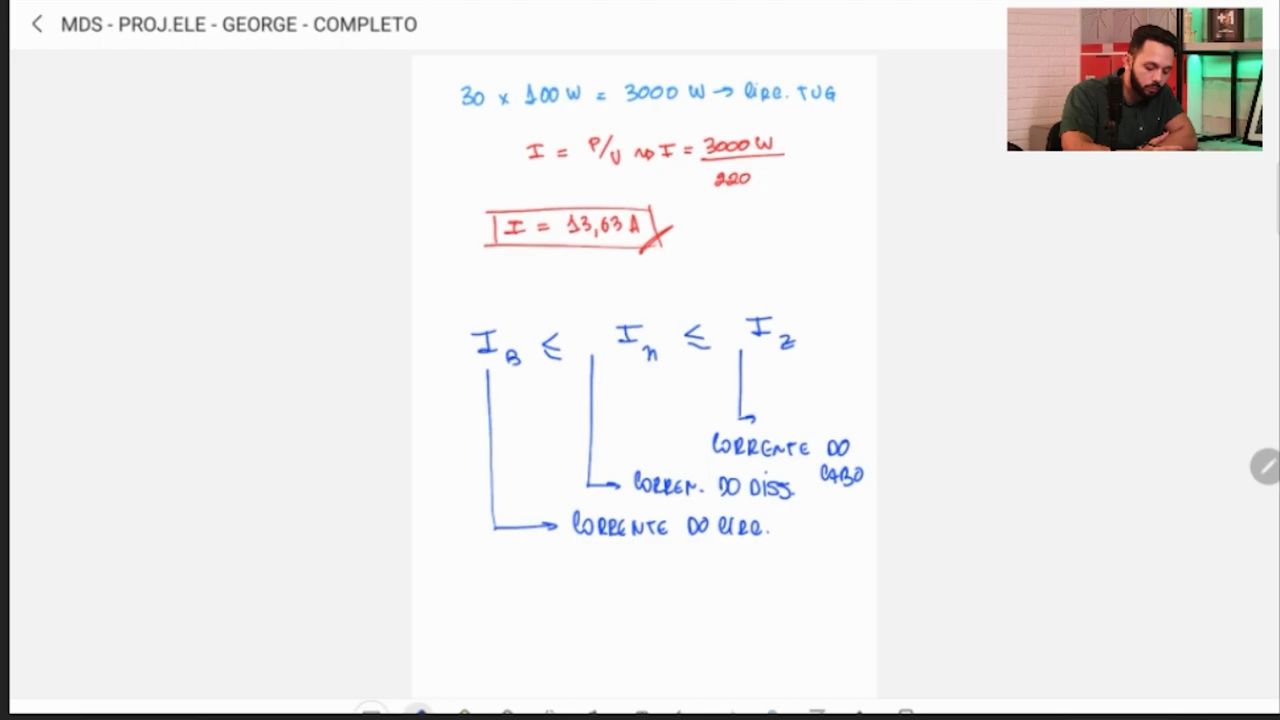 MDS - PROJ.ELE - GEORGE - COMPLETO
+1
30 x 100 W = 3000 W → CIRC. TUG
I = P/U → I = 3000 W
220
I = 13,63 A
I_B ≤ I_n ≤ I_z
CORRENTE DO
CABO
CORREN. DO DISJ.
CORRENTE DO CIRC.